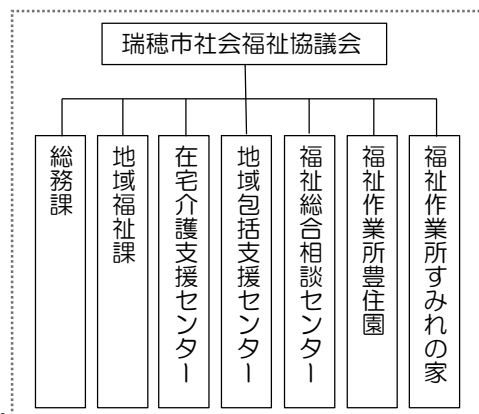 瑞穂市社会福祉協議会
総務課
地域福祉課
在宅介護支援センター
地域包括支援センター
福祉総合相談センター
福祉作業所豊住園
福祉作業所すみれの家